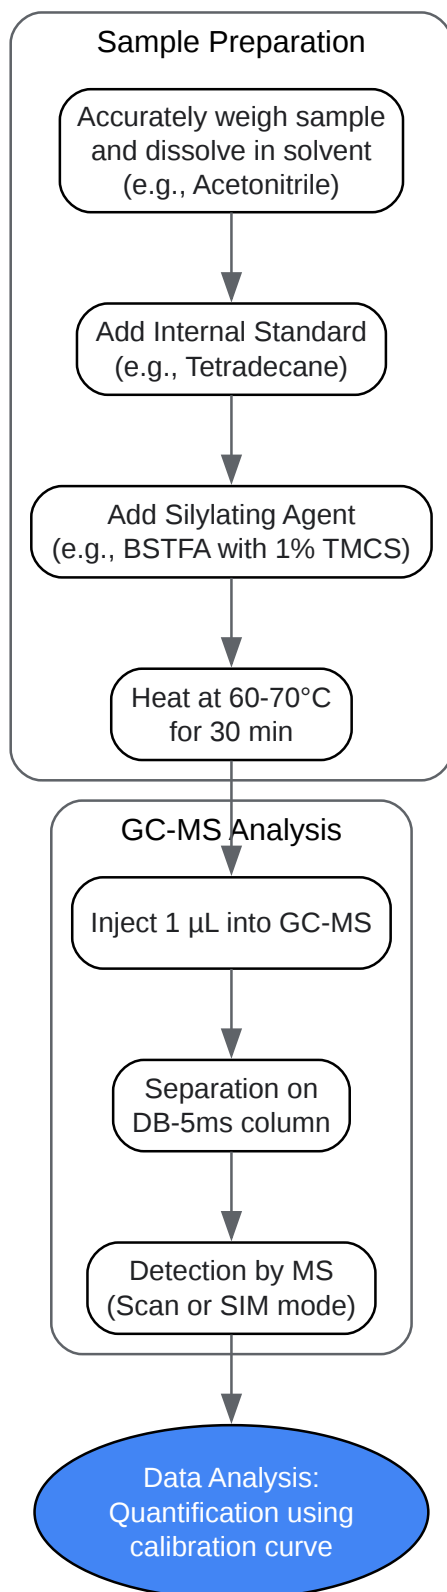 Sample Preparation
Accurately weigh sample
and dissolve in solvent
(e.g., Acetonitrile)
Add Internal Standard
(e.g., Tetradecane)
Add Silylating Agent
(e.g., BSTFA with 1% TMCS)
Heat at 60-70°C
for 30 min
GC-MS Analysis
Inject 1 µL into GC-MS
Separation on
DB-5ms column
Detection by MS
(Scan or SIM mode)
Data Analysis:
Quantification using
calibration curve